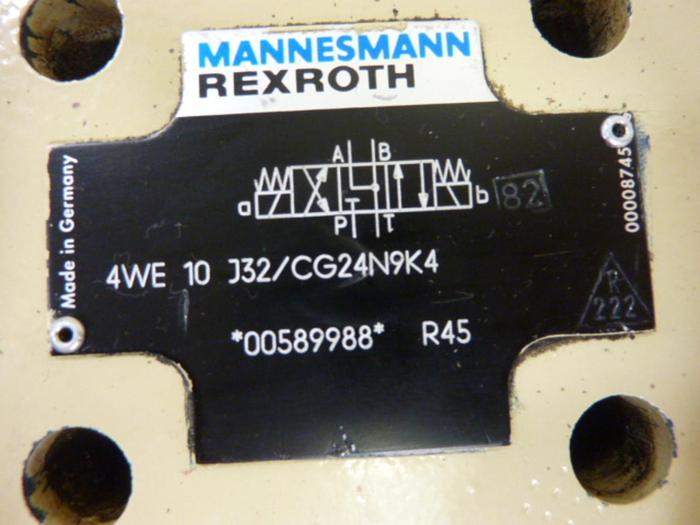 MANNESMANN
REXROTH
Made in Germany
A B
a b
P T
82
00008745
4WE 10 J32/CG24N9K4
R
222
*00589988* R45